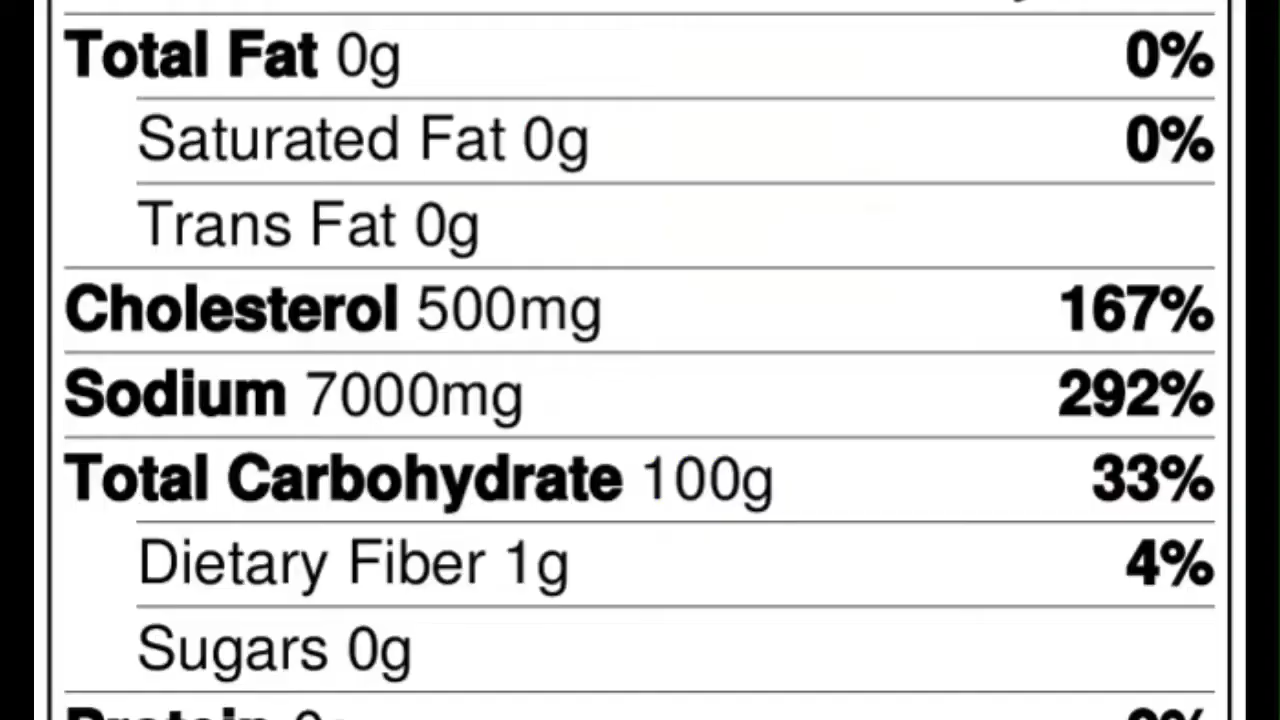 Total Fat 0g 0%
Saturated Fat 0g 0%
Trans Fat 0g
Cholesterol 500mg 167%
Sodium 7000mg 292%
Total Carbohydrate 100g 33%
Dietary Fiber 1g 4%
Sugars 0g
Protein